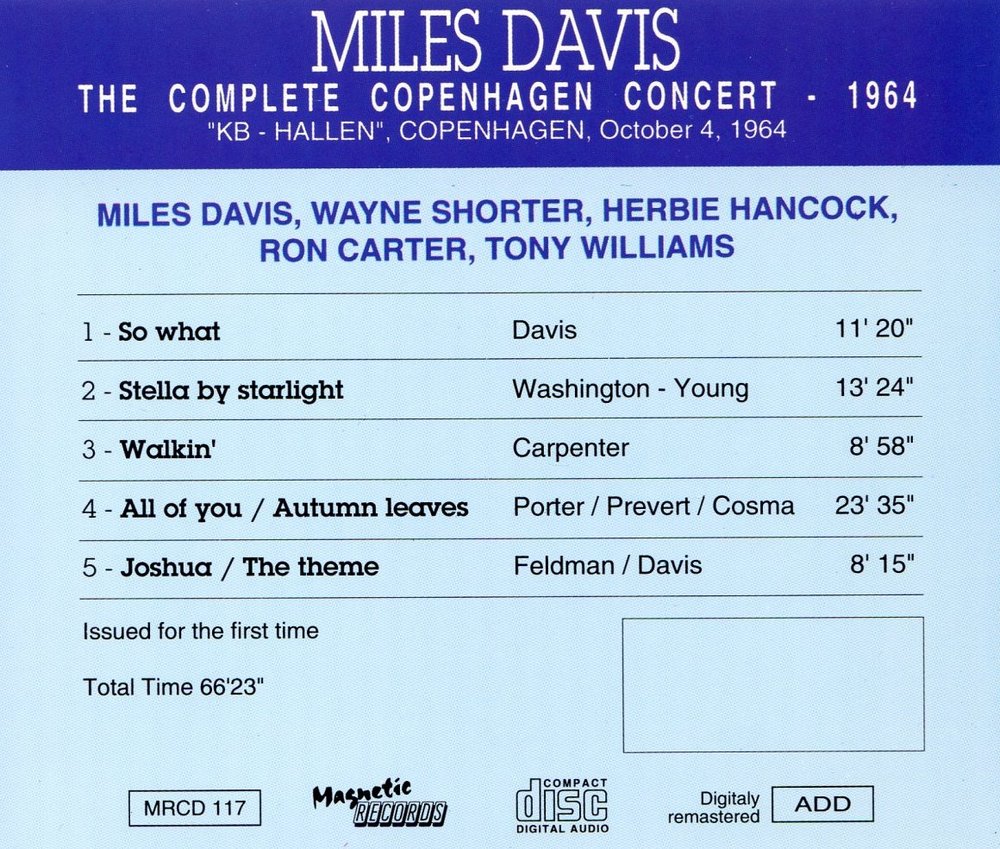 MILES DAVIS
THE COMPLETE COPENHAGEN CONCERT - 1964
"KB - HALLEN", COPENHAGEN, October 4, 1964
MILES DAVIS, WAYNE SHORTER, HERBIE HANCOCK,
RON CARTER, TONY WILLIAMS
1 - So what Davis 11' 20"
2 - Stella by starlight Washington - Young 13' 24"
3 - Walkin' Carpenter 8' 58"
4 - All of you / Autumn leaves Porter / Prevert / Cosma 23' 35"
5 - Joshua / The theme Feldman / Davis 8' 15"
Issued for the first time
Total Time 66'23"
MRCD 117
Magnetic
RECORDS
COMPACT
disc
DIGITAL AUDIO
Digitaly
remastered
ADD